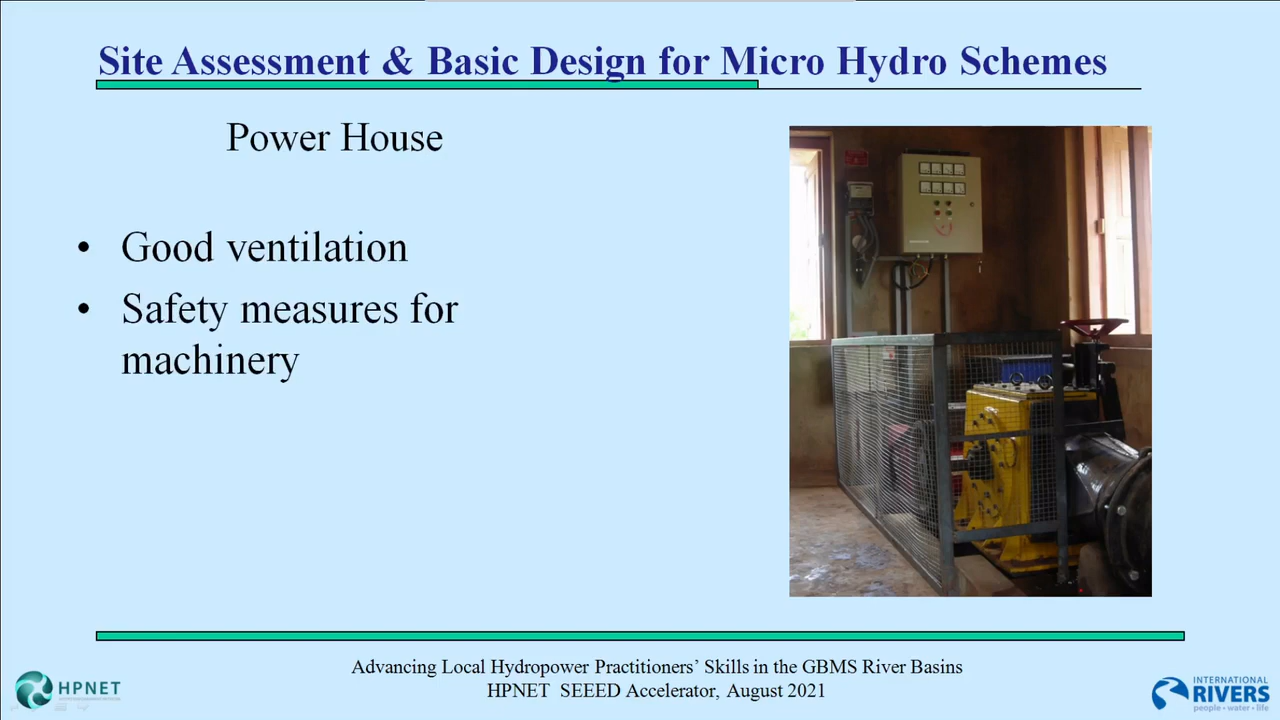 Site Assessment & Basic Design for Micro Hydro Schemes
Power House
• Good ventilation
• Safety measures for
machinery
Advancing Local Hydropower Practitioners’ Skills in the GBMS River Basins
HPNET SEEED Accelerator, August 2021
HPNET
INTERNATIONAL
RIVERS
people • water • life